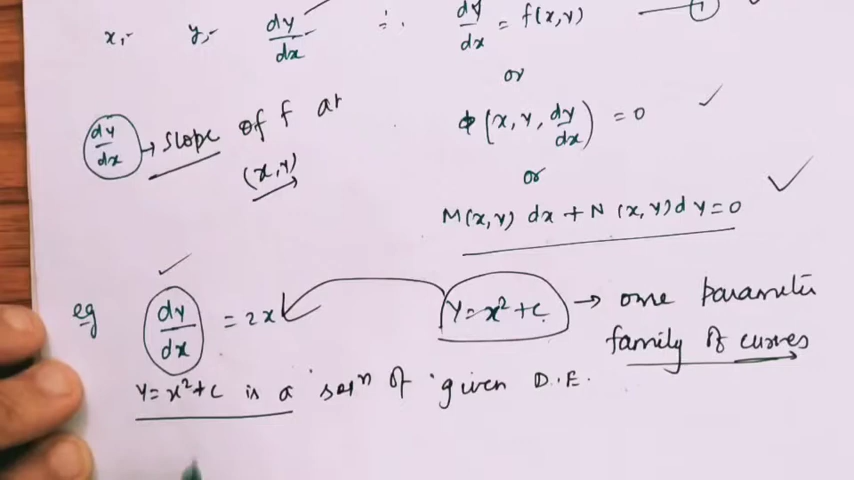 x,- y,- dy/dx ∴ dy/dx = f(x,y) — 1
or
dy/dx → slope of f at (x,y)
ϕ(x, y, dy/dx) = 0
or
M(x,y) dx + N(x,y) dy = 0
eg dy/dx = 2x y = x² + c → one parameter
family of curves
y = x² + c is a solⁿ of given D.E.